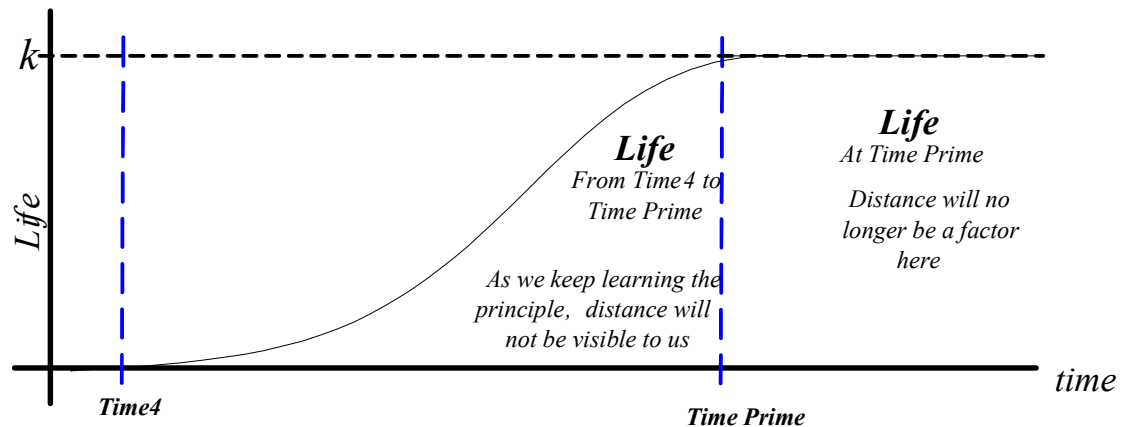 k
Life
Life
From Time4 to
Time Prime
As we keep learning the
principle, distance will
not be visible to us
Life
At Time Prime
Distance will no
longer be a factor
here
time
Time4
Time Prime